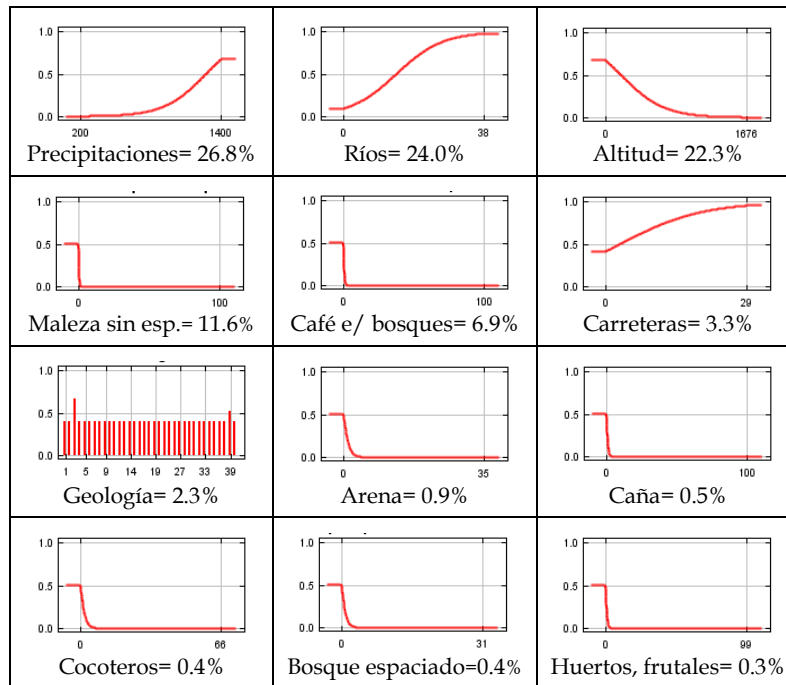 1.0 0.5 0.0 200 1400
Precipitaciones= 26.8%
1.0 0.5 0.0 0 38
Ríos= 24.0%
1.0 0.5 0.0 0 1676
Altitud= 22.3%
1.0 0.5 0.0 0 100
Maleza sin esp.= 11.6%
1.0 0.5 0.0 0 100
Café e/ bosques= 6.9%
1.0 0.5 0.0 0 29
Carreteras= 3.3%
1.0 0.5 0.0 1 5 9 14 19 27 33 39
Geología= 2.3%
1.0 0.5 0.0 0 35
Arena= 0.9%
1.0 0.5 0.0 0 100
Caña= 0.5%
1.0 0.5 0.0 0 66
Cocoteros= 0.4%
1.0 0.5 0.0 0 31
Bosque espaciado=0.4%
1.0 0.5 0.0 0 99
Huertos, frutales= 0.3%